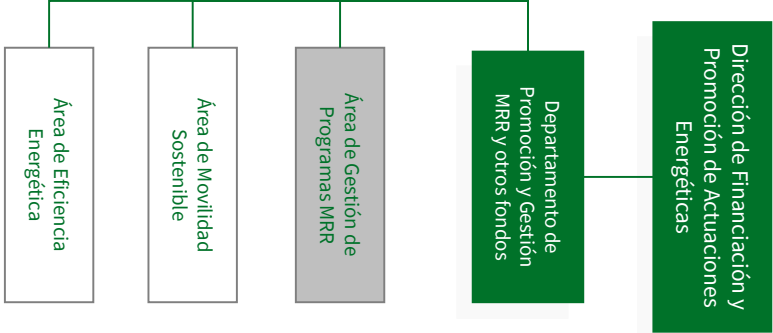 Dirección de Financiación y
Promoción de Actuaciones
Energéticas
Departamento de
Promoción y Gestión
MRR y otros fondos
Área de Gestión de
Programas MRR
Área de Movilidad
Sostenible
Área de Eficiencia
Energética